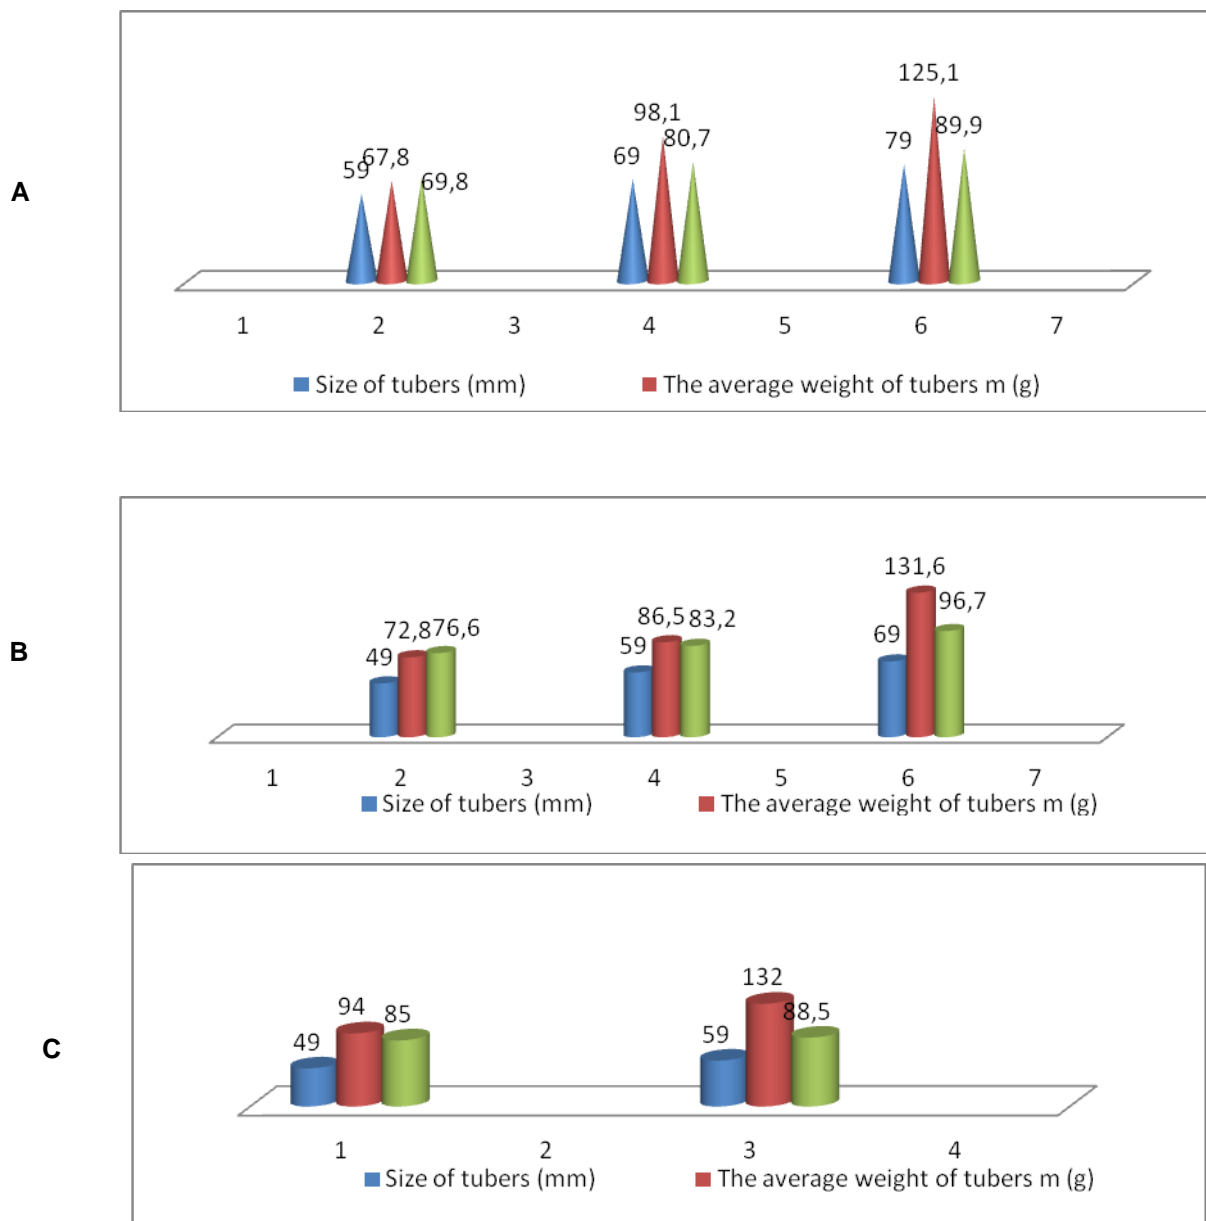 A
59 67,8 69,8 69 98,1 80,7 79 125,1 89,9
1 2 3 4 5 6 7
Size of tubers (mm) The average weight of tubers m (g)
B
49 72,8 76,6 59 86,5 83,2 69 131,6 96,7
1 2 3 4 5 6 7
Size of tubers (mm) The average weight of tubers m (g)
C
49 94 85 59 132 88,5
1 2 3 4
Size of tubers (mm) The average weight of tubers m (g)